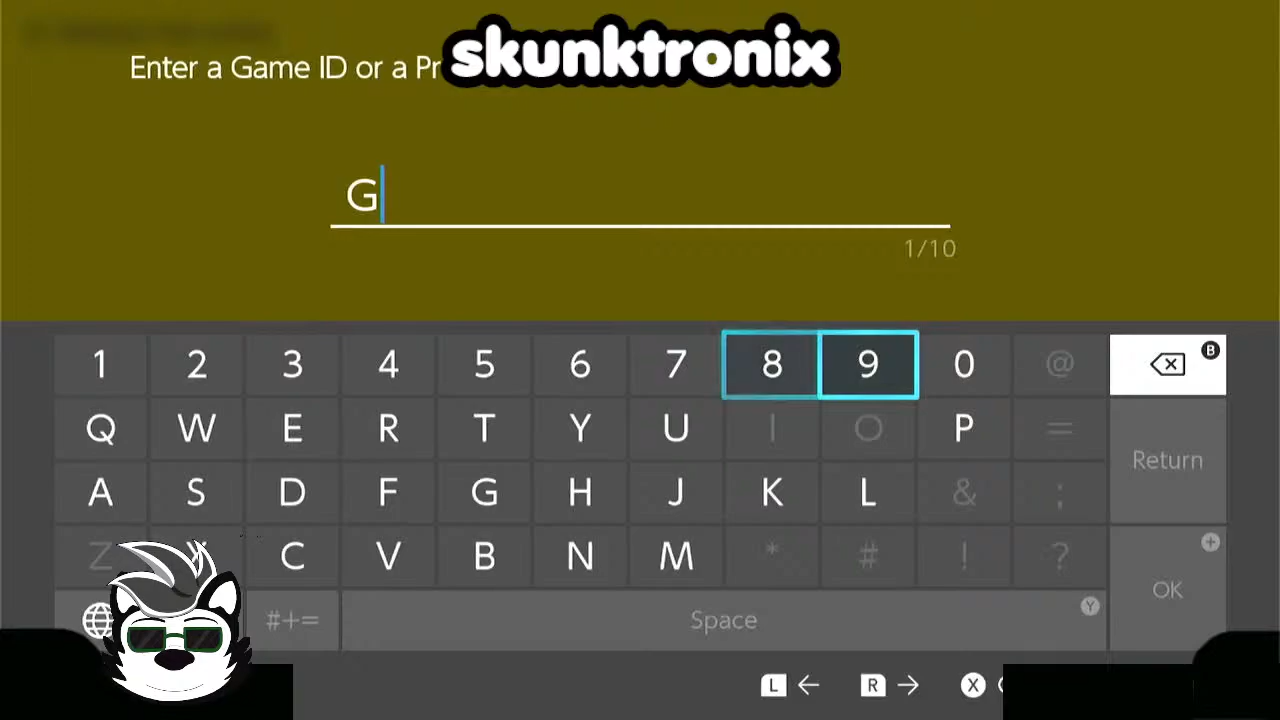 skunktronix
Enter a Game ID or a Pr
G
1/10
1 2 3 4 5 6 7 8 9 0 @
B
Q W E R T Y U I O P =
Return
A S D F G H J K L & ;
Z X C V B N M * # ! ?
+
OK
#+= Space Y
L ← R → X